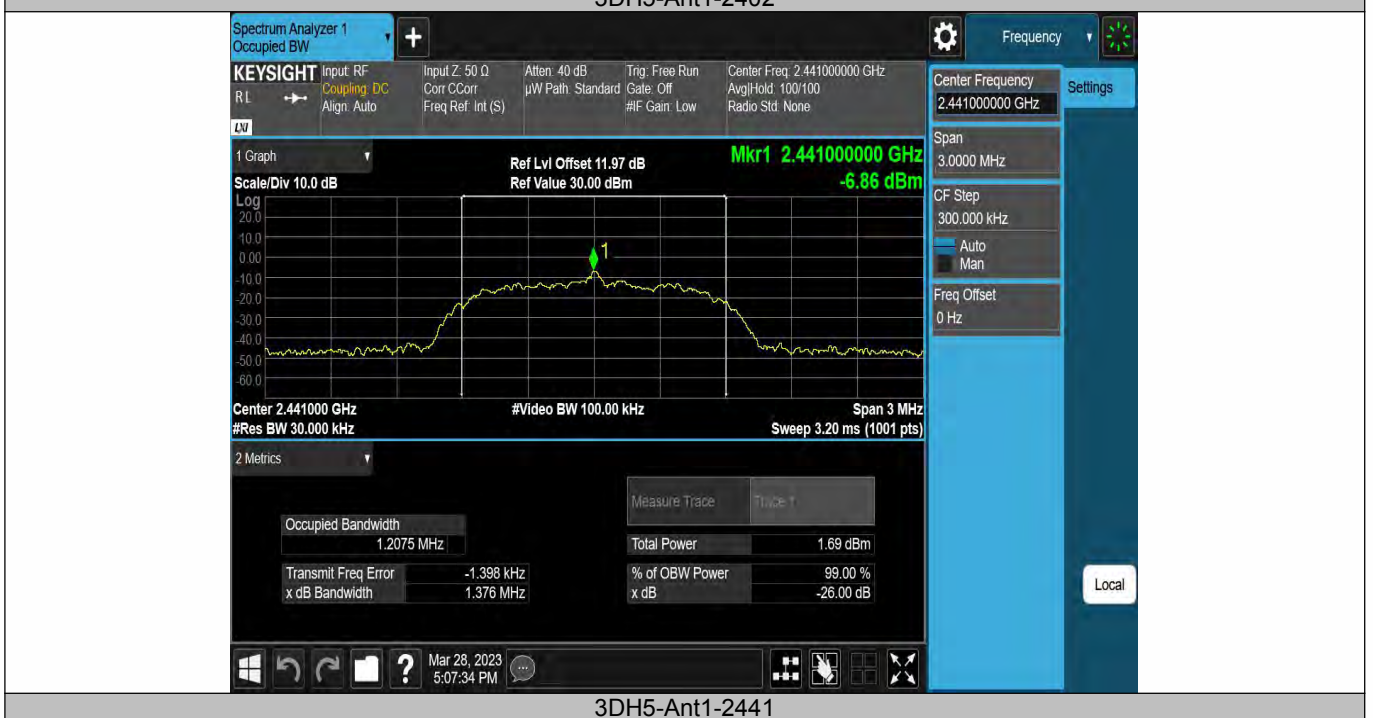 3DH5-Ant1-2402
Spectrum Analyzer 1
Occupied BW
+
Frequency
KEYSIGHT
RL
LXI
Input: RF
Coupling: DC
Align: Auto
Input Z: 50 Ω
Corr CCorr
Freq Ref: Int (S)
Atten: 40 dB
µW Path: Standard
Trig: Free Run
Gate: Off
#IF Gain: Low
Center Freq: 2.441000000 GHz
Avg|Hold: 100/100
Radio Std: None
Center Frequency
2.441000000 GHz
Settings
Span
3.0000 MHz
CF Step
300.000 kHz
Auto
Man
Freq Offset
0 Hz
Local
1 Graph
Scale/Div 10.0 dB
Ref Lvl Offset 11.97 dB
Ref Value 30.00 dBm
Mkr1 2.441000000 GHz
-6.86 dBm
Log
20.0
10.0
0.00
-10.0
-20.0
-30.0
-40.0
-50.0
-60.0
1
Center 2.441000 GHz
#Video BW 100.00 kHz
Span 3 MHz
#Res BW 30.000 kHz
Sweep 3.20 ms (1001 pts)
2 Metrics
Measure Trace
Trace 1
Occupied Bandwidth
1.2075 MHz
Total Power
1.69 dBm
Transmit Freq Error
-1.398 kHz
% of OBW Power
99.00 %
x dB Bandwidth
1.376 MHz
x dB
-26.00 dB
?
Mar 28, 2023
5:07:34 PM
3DH5-Ant1-2441